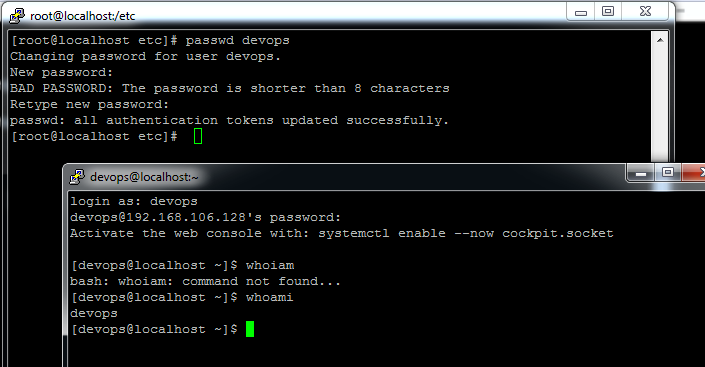 root@localhost:/etc
[root@localhost etc]# passwd devops
Changing password for user devops.
New password:
BAD PASSWORD: The password is shorter than 8 characters
Retype new password:
passwd: all authentication tokens updated successfully.
[root@localhost etc]#
devops@localhost:~
login as: devops
devops@192.168.106.128's password:
Activate the web console with: systemctl enable --now cockpit.socket
[devops@localhost ~]$ whoiam
bash: whoiam: command not found...
[devops@localhost ~]$ whoami
devops
[devops@localhost ~]$